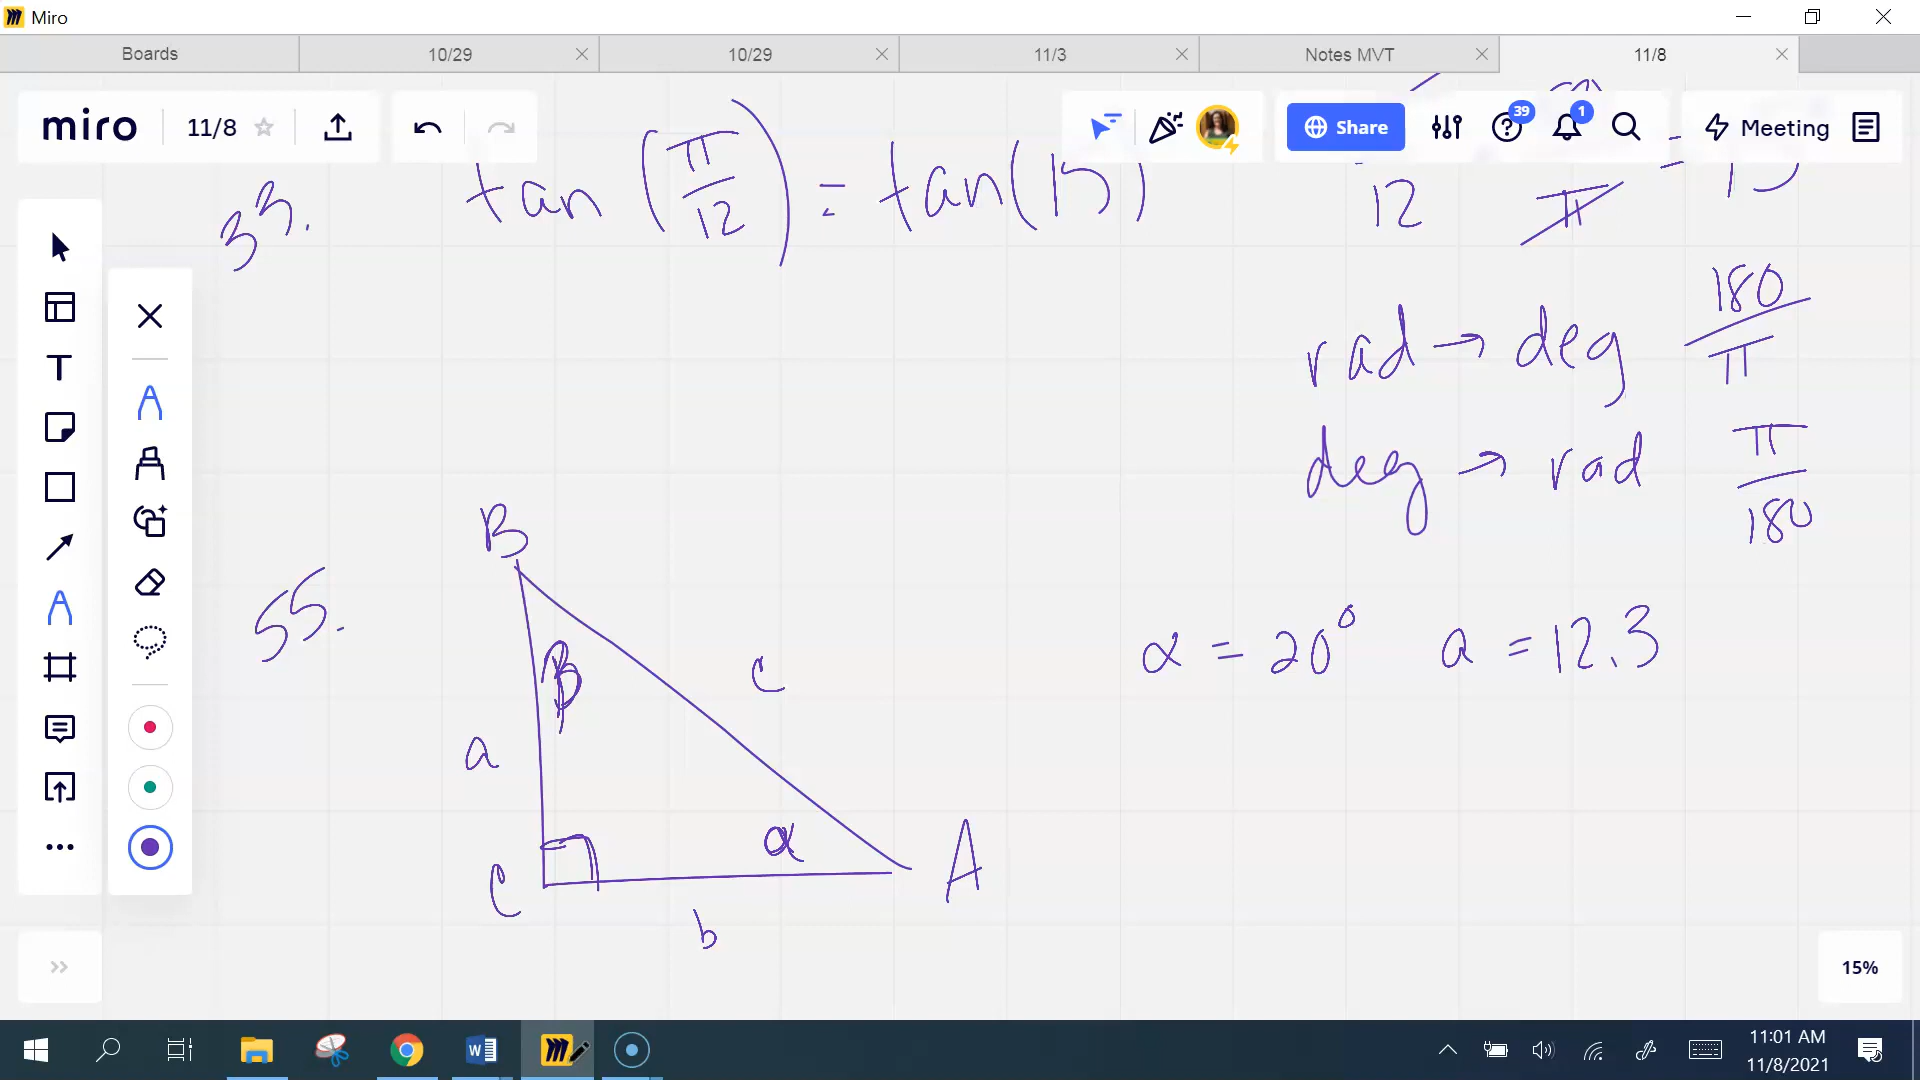 Miro
Boards
10/29
10/29
11/3
Notes MVT
11/8
miro
11/8
Share
39
1
Meeting
33.
tan (π/12) = tan(15)
12
π
= 15
rad → deg 180/π
deg → rad π/180
55.
B
β
a
c
C
α
A
b
α = 20° a = 12.3
15%
11:01 AM
11/8/2021